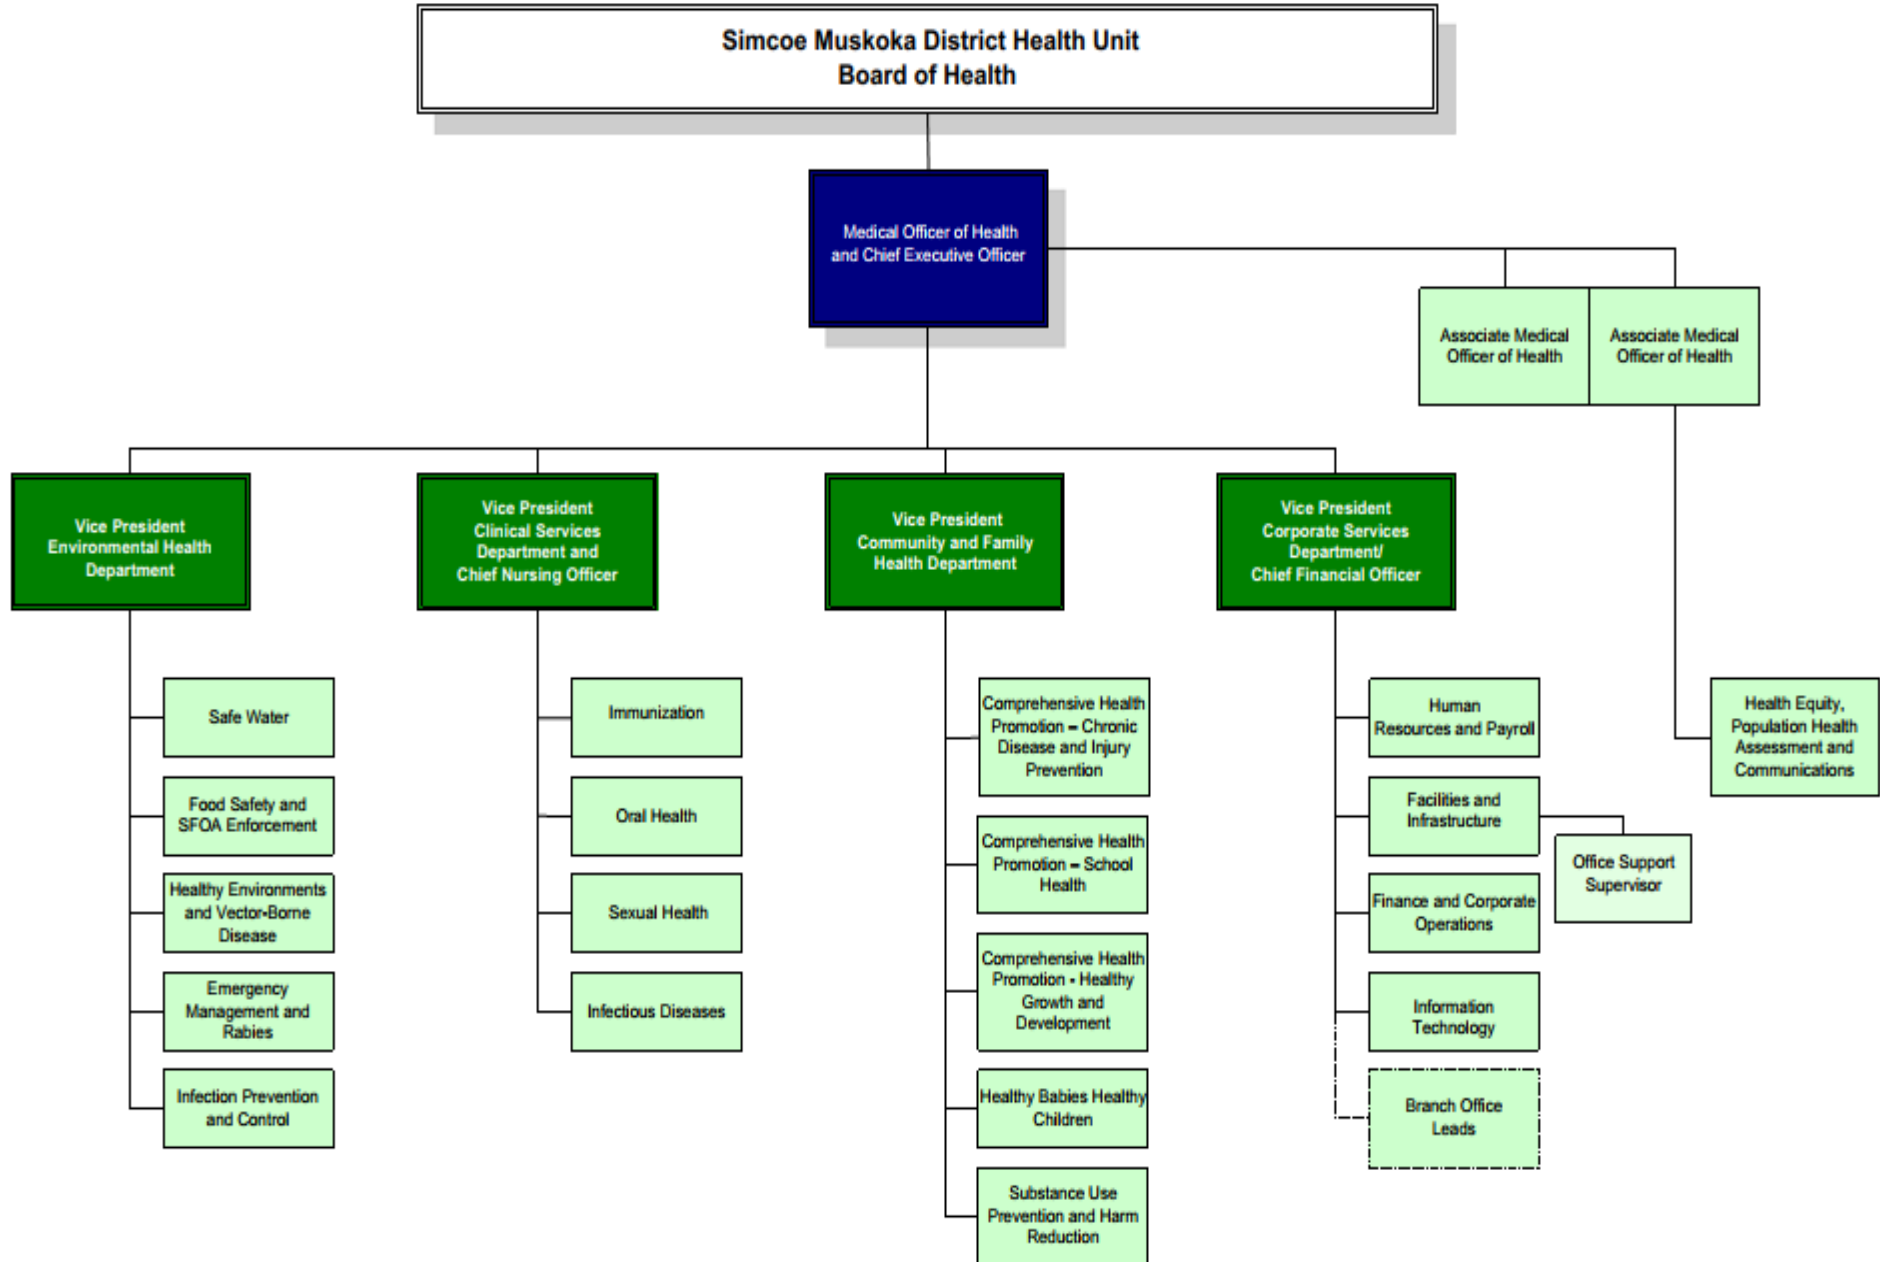 Simcoe Muskoka District Health Unit
Board of Health
Medical Officer of Health
and Chief Executive Officer
Associate Medical
Officer of Health
Associate Medical
Officer of Health
Vice President
Environmental Health
Department
Vice President
Clinical Services
Department and
Chief Nursing Officer
Vice President
Community and Family
Health Department
Vice President
Corporate Services
Department/
Chief Financial Officer
Safe Water
Food Safety and
SFOA Enforcement
Healthy Environments
and Vector-Borne
Disease
Emergency
Management and
Rabies
Infection Prevention
and Control
Immunization
Oral Health
Sexual Health
Infectious Diseases
Comprehensive Health
Promotion – Chronic
Disease and Injury
Prevention
Comprehensive Health
Promotion – School
Health
Comprehensive Health
Promotion - Healthy
Growth and
Development
Healthy Babies Healthy
Children
Substance Use
Prevention and Harm
Reduction
Human
Resources and Payroll
Facilities and
Infrastructure
Office Support
Supervisor
Finance and Corporate
Operations
Information
Technology
Branch Office
Leads
Health Equity,
Population Health
Assessment and
Communications